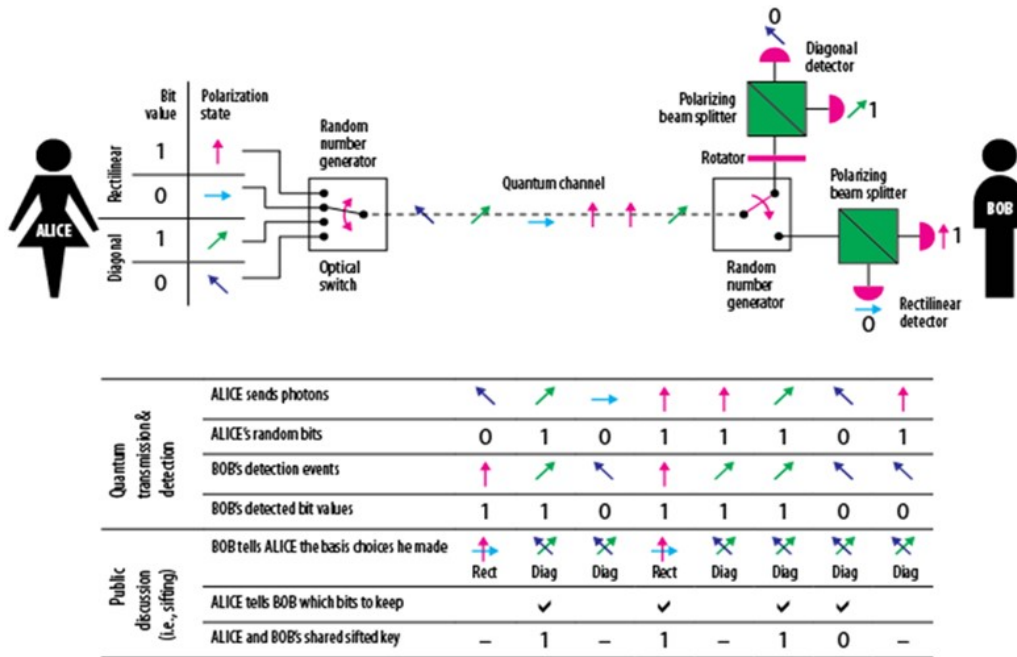 0
Diagonal
detector
Polarizing
beam splitter
1
Rotator
Bit
value
Polarization
state
Random
number
generator
Rectilinear
1
0
Diagonal
1
0
ALICE
Optical
switch
Quantum channel
Random
number
generator
Polarizing
beam splitter
1
0
Rectilinear
detector
BOB
Quantum
transmission &
detection
ALICE sends photons
ALICE's random bits 0 1 0 1 1 1 0 1
BOB's detection events
BOB's detected bit values 1 1 0 1 1 1 0 0
Public
discussion
(i.e., sifting)
BOB tells ALICE the basis choices he made
Rect Diag Diag Rect Diag Diag Diag Diag
ALICE tells BOB which bits to keep ✓ ✓ ✓ ✓
ALICE and BOB's shared sifted key – 1 – 1 – 1 0 –